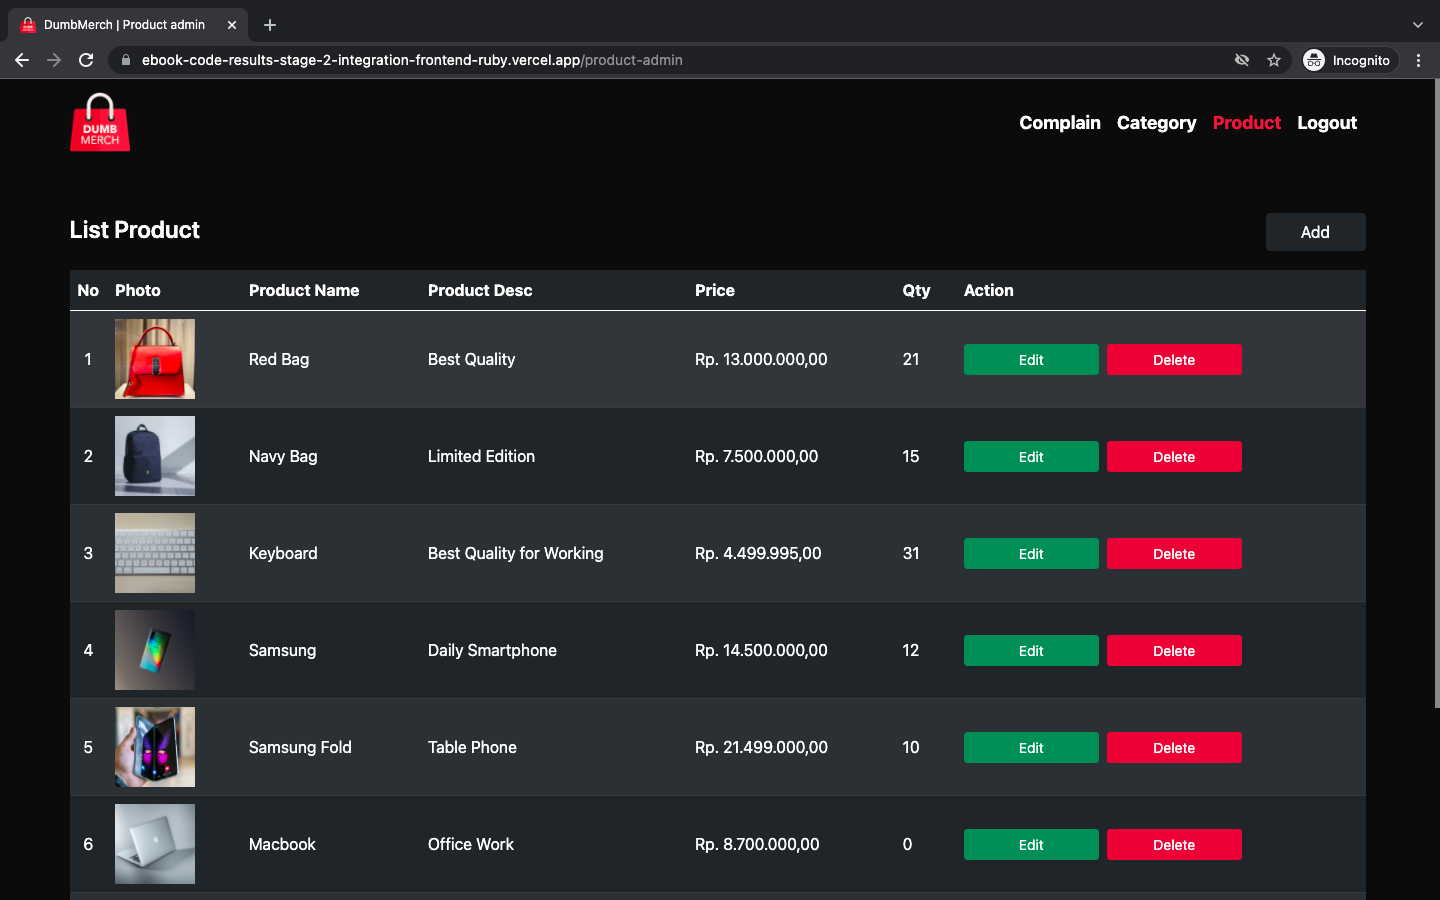 DumbMerch | Product admin
ebook-code-results-stage-2-integration-frontend-ruby.vercel.app/product-admin
Incognito
DUMB
MERCH
Complain Category Product Logout
List Product
Add
No Photo Product Name Product Desc Price Qty Action
1 Red Bag Best Quality Rp. 13.000.000,00 21 Edit Delete
2 Navy Bag Limited Edition Rp. 7.500.000,00 15 Edit Delete
3 Keyboard Best Quality for Working Rp. 4.499.995,00 31 Edit Delete
4 Samsung Daily Smartphone Rp. 14.500.000,00 12 Edit Delete
5 Samsung Fold Table Phone Rp. 21.499.000,00 10 Edit Delete
6 Macbook Office Work Rp. 8.700.000,00 0 Edit Delete